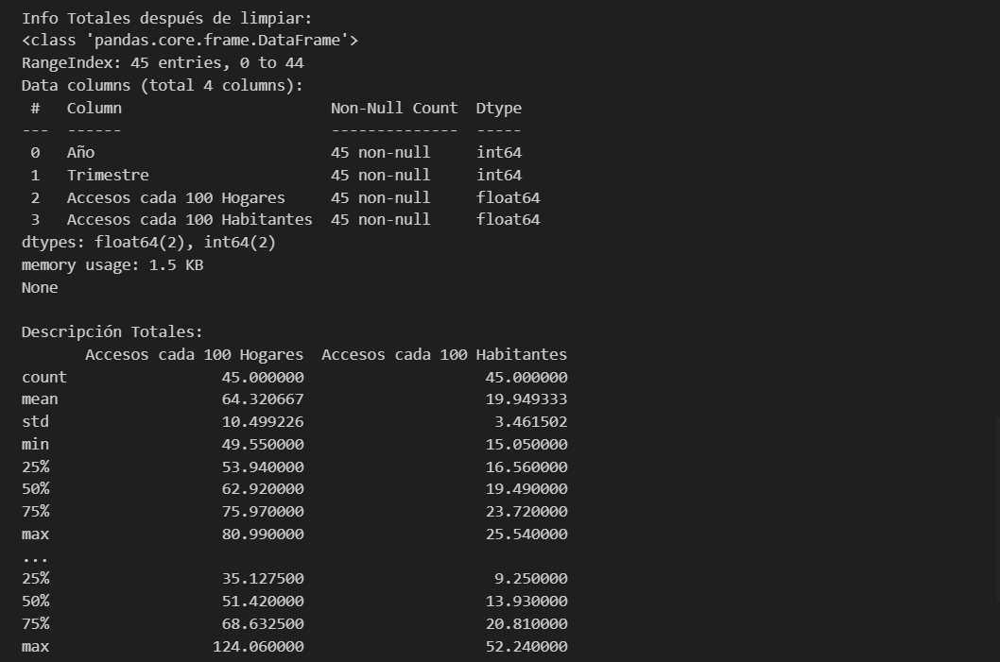 Info Totales después de limpiar:
<class 'pandas.core.frame.DataFrame'>
RangeIndex: 45 entries, 0 to 44
Data columns (total 4 columns):
 #   Column                       Non-Null Count  Dtype
---  ------                       --------------  -----
 0   Año                          45 non-null     int64
 1   Trimestre                    45 non-null     int64
 2   Accesos cada 100 Hogares     45 non-null     float64
 3   Accesos cada 100 Habitantes  45 non-null     float64
dtypes: float64(2), int64(2)
memory usage: 1.5 KB
None

Descripción Totales:
       Accesos cada 100 Hogares  Accesos cada 100 Habitantes
count                 45.000000                    45.000000
mean                  64.320667                    19.949333
std                   10.499226                     3.461502
min                   49.550000                    15.050000
25%                   53.940000                    16.560000
50%                   62.920000                    19.490000
75%                   75.970000                    23.720000
max                   80.990000                    25.540000
...
25%                   35.127500                     9.250000
50%                   51.420000                    13.930000
75%                   68.632500                    20.810000
max                  124.060000                    52.240000